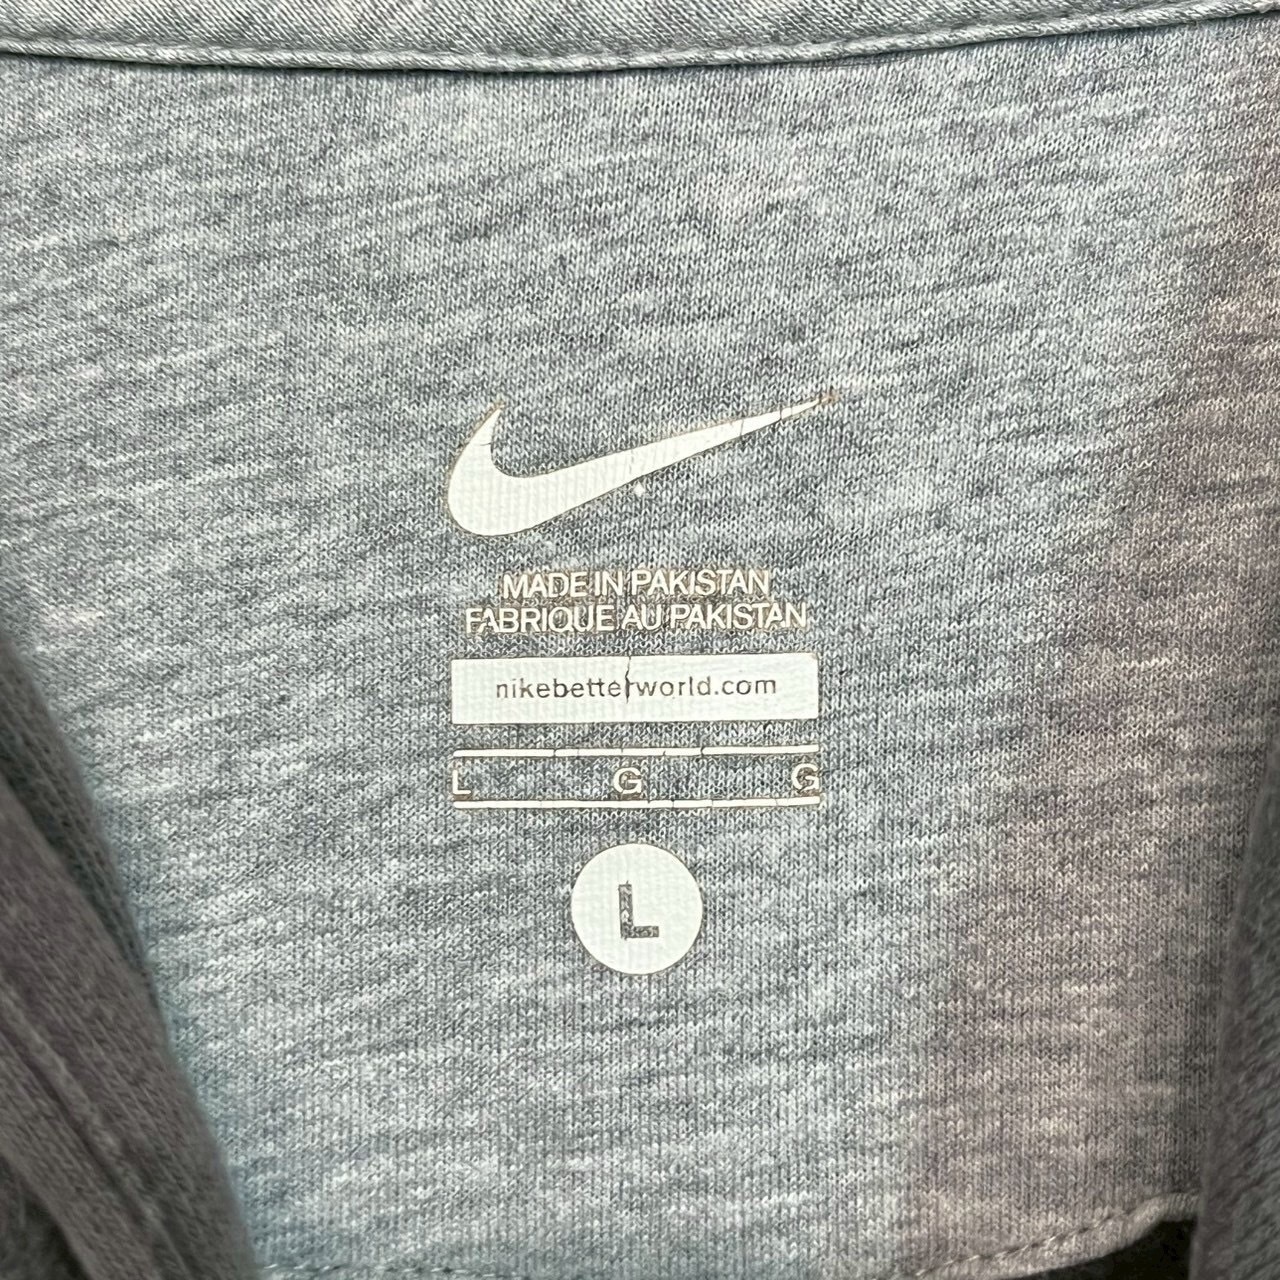 MADE IN PAKISTAN
FABRIQUE AU PAKISTAN
nikebetterworld.com
L G G
L